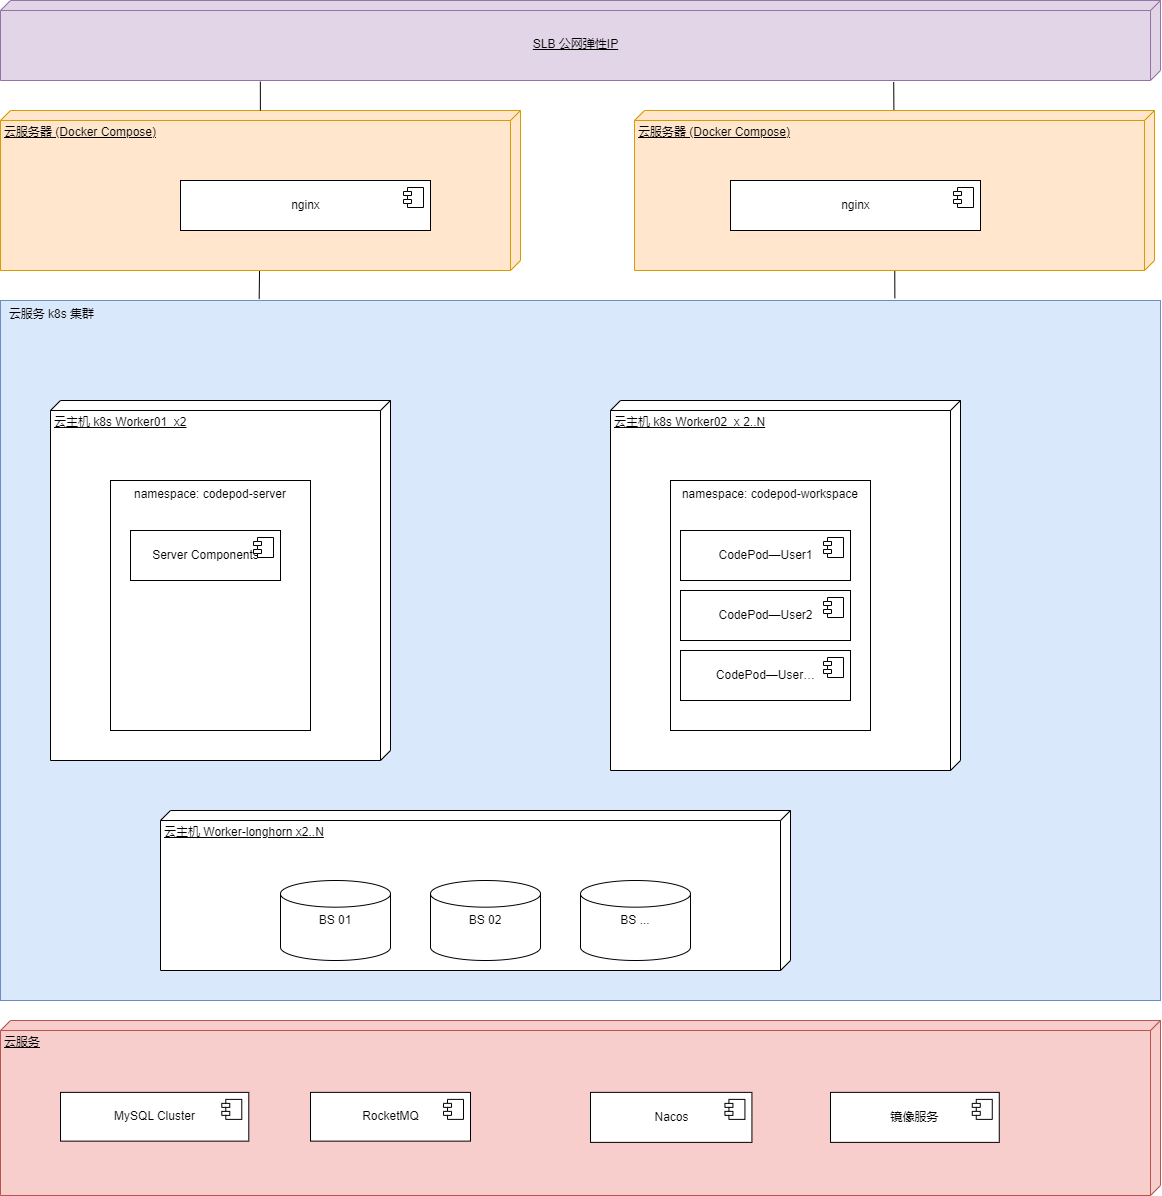 SLB 公网弹性IP
云服务器 (Docker Compose)
云服务器 (Docker Compose)
nginx
nginx
云服务 k8s 集群
云主机 k8s Worker01  x2
云主机 k8s Worker02  x 2..N
namespace: codepod-server
namespace: codepod-workspace
Server Components
CodePod—User1
CodePod—User2
CodePod—User…
云主机 Worker-longhorn x2..N
BS 01
BS 02
BS ...
云服务
MySQL Cluster
RocketMQ
Nacos
镜像服务